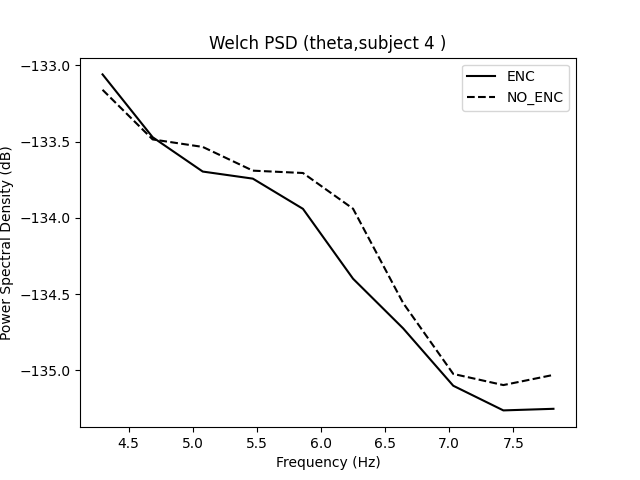 Welch PSD (theta,subject 4 )
ENC
NO_ENC
Power Spectral Density (dB)
−133.0
−133.5
−134.0
−134.5
−135.0
4.5 5.0 5.5 6.0 6.5 7.0 7.5
Frequency (Hz)